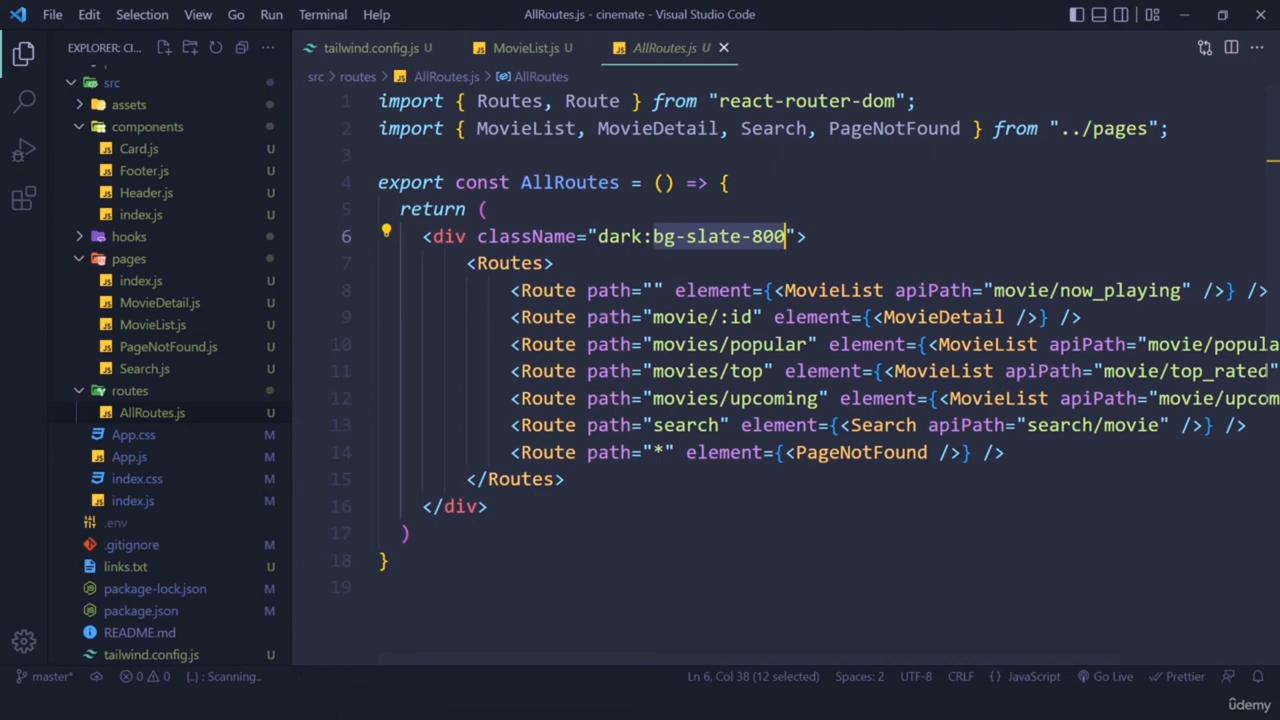 File Edit Selection View Go Run Terminal Help
AllRoutes.js - cinemate - Visual Studio Code
EXPLORER: CI...
src
assets
components
Card.js U
Footer.js U
Header.js U
index.js U
hooks
pages
index.js U
MovieDetail.js U
MovieList.js U
PageNotFound.js U
Search.js U
routes
AllRoutes.js U
App.css M
App.js M
index.css M
index.js M
.env
.gitignore M
links.txt U
package-lock.json M
package.json M
README.md M
tailwind.config.js U
tailwind.config.js U MovieList.js U AllRoutes.js U
src > routes > AllRoutes.js > AllRoutes
1 import { Routes, Route } from "react-router-dom";
2 import { MovieList, MovieDetail, Search, PageNotFound } from "../pages";
3
4 export const AllRoutes = () => {
5 return (
6 <div className="dark:bg-slate-800">
7 <Routes>
8 <Route path="" element={<MovieList apiPath="movie/now_playing" />} />
9 <Route path="movie/:id" element={<MovieDetail />} />
10 <Route path="movies/popular" element={<MovieList apiPath="movie/popula
11 <Route path="movies/top" element={<MovieList apiPath="movie/top_rated"
12 <Route path="movies/upcoming" element={<MovieList apiPath="movie/upcom
13 <Route path="search" element={<Search apiPath="search/movie" />} />
14 <Route path="*" element={<PageNotFound />} />
15 </Routes>
16 </div>
17 )
18 }
19
master* 0 0 {..} : Scanning.. Ln 6, Col 38 (12 selected) Spaces: 2 UTF-8 CRLF {} JavaScript Go Live Prettier
ûdemy